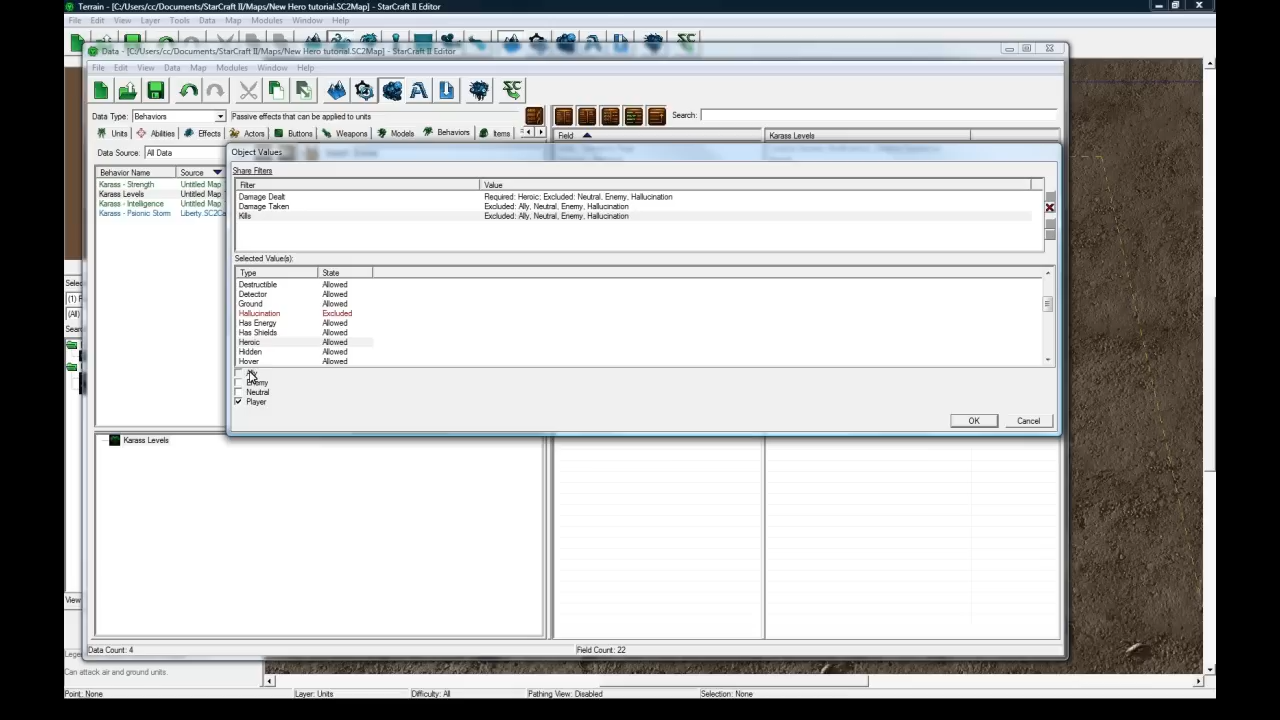 Terrain - [C:/Users/cc/Documents/StarCraft II/Maps/New Hero tutorial.SC2Map] - StarCraft II Editor
File Edit View Layer Tools Data Map Modules Window Help
Data - [C:/Users/cc/Documents/StarCraft II/Maps/New Hero tutorial.SC2Map] - StarCraft II Editor
File Edit View Data Map Modules Window Help
Data Type: Behaviors Passive effects that can be applied to units Search:
Units Abilities Effects Actors Buttons Weapons Models Behaviors Items Field Karass Levels
Data Source: All Data
Object Values
Share Filters
Behavior Name Source
Karass - Strength Untitled Map
Karass Levels Untitled Map
Karass - Intelligence Untitled Map
Karass - Psionic Storm Liberty.SC2Ca
Filter Value
Damage Dealt Required: Heroic; Excluded: Neutral, Enemy, Hallucination
Damage Taken Excluded: Ally, Neutral, Enemy, Hallucination
Kills Excluded: Ally, Neutral, Enemy, Hallucination
Selected Value(s):
Type State
Destructible Allowed
Detector Allowed
Ground Allowed
Hallucination Excluded
Has Energy Allowed
Has Shields Allowed
Heroic Allowed
Hidden Allowed
Hover Allowed
Enemy
Neutral
Player
OK Cancel
Karass Levels
Data Count: 4 Field Count: 22
Selec
(1) P
(All)
Sear
View
Lege
Can attack air and ground units.
Point: None Layer: Units Difficulty: All Pathing View: Disabled Selection: None